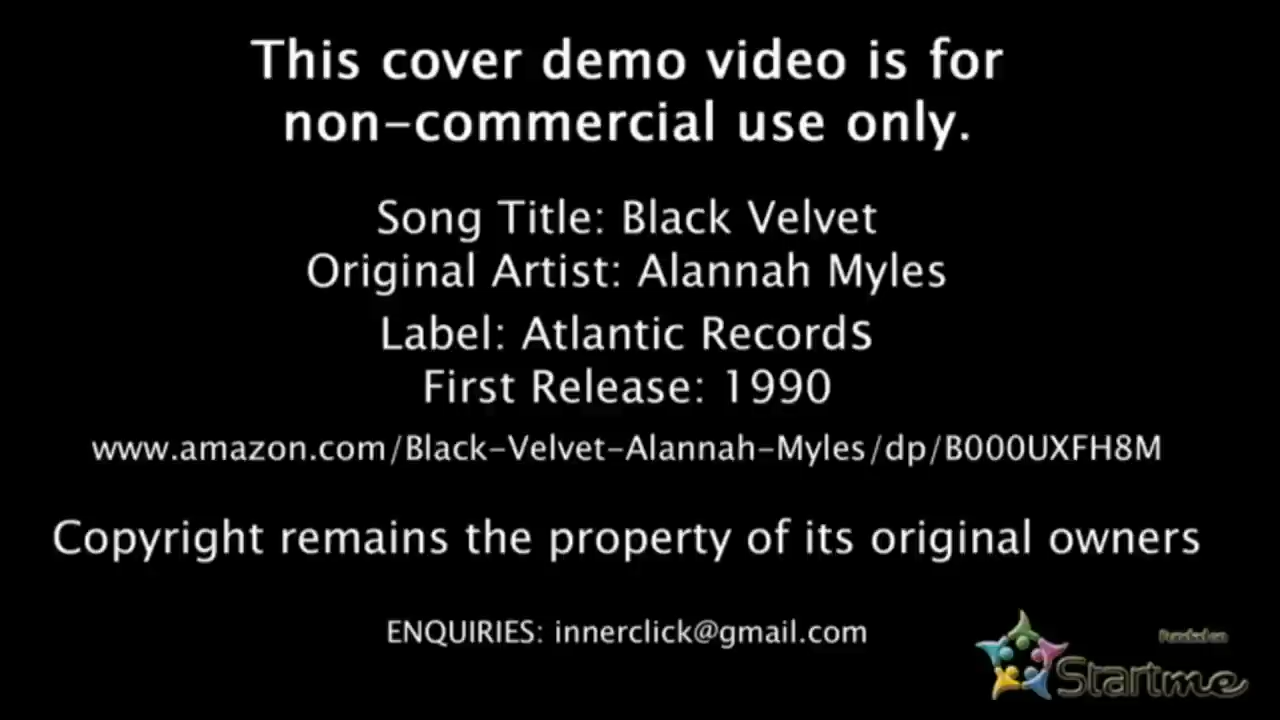 This cover demo video is for
non-commercial use only.
Song Title: Black Velvet
Original Artist: Alannah Myles
Label: Atlantic Records
First Release: 1990
www.amazon.com/Black-Velvet-Alannah-Myles/dp/B000UXFH8M
Copyright remains the property of its original owners
ENQUIRIES: innerclick@gmail.com
Funded on
Startme